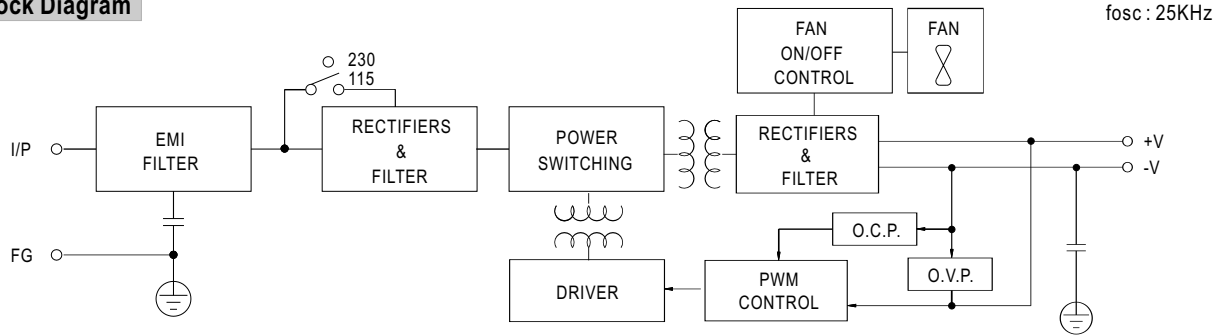 ock Diagram
fosc : 25KHz
FAN
ON/OFF
CONTROL
FAN
230
115
I/P
EMI
FILTER
RECTIFIERS
&
FILTER
POWER
SWITCHING
RECTIFIERS
&
FILTER
+V
-V
FG
O.C.P.
O.V.P.
DRIVER
PWM
CONTROL